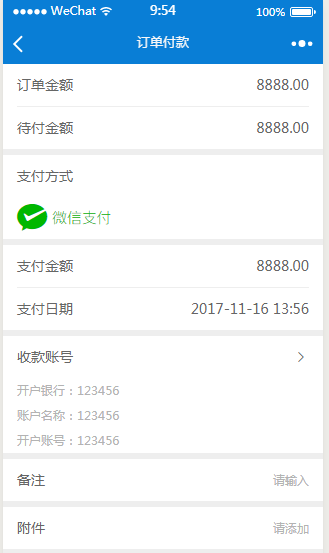 WeChat 9:54 100%
订单付款
订单金额 8888.00
待付金额 8888.00
支付方式
微信支付
支付金额 8888.00
支付日期 2017-11-16 13:56
收款账号
开户银行：123456
账户名称：123456
开户账号：123456
备注 请输入
附件 请添加